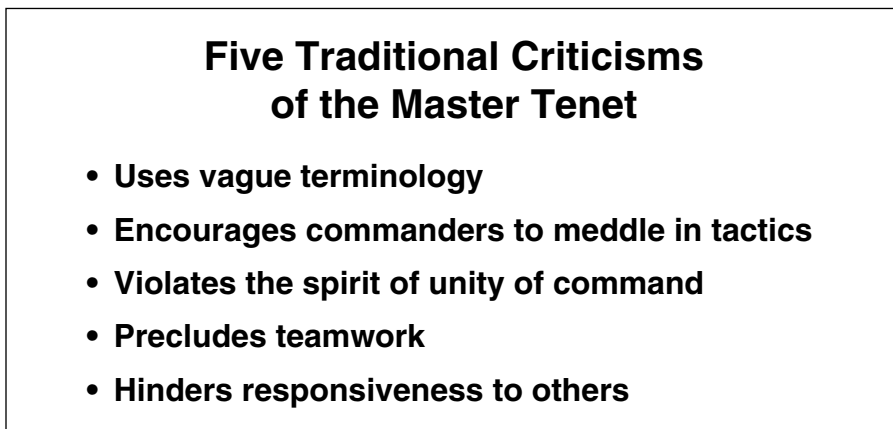 Five Traditional Criticisms
of the Master Tenet
• Uses vague terminology
• Encourages commanders to meddle in tactics
• Violates the spirit of unity of command
• Precludes teamwork
• Hinders responsiveness to others